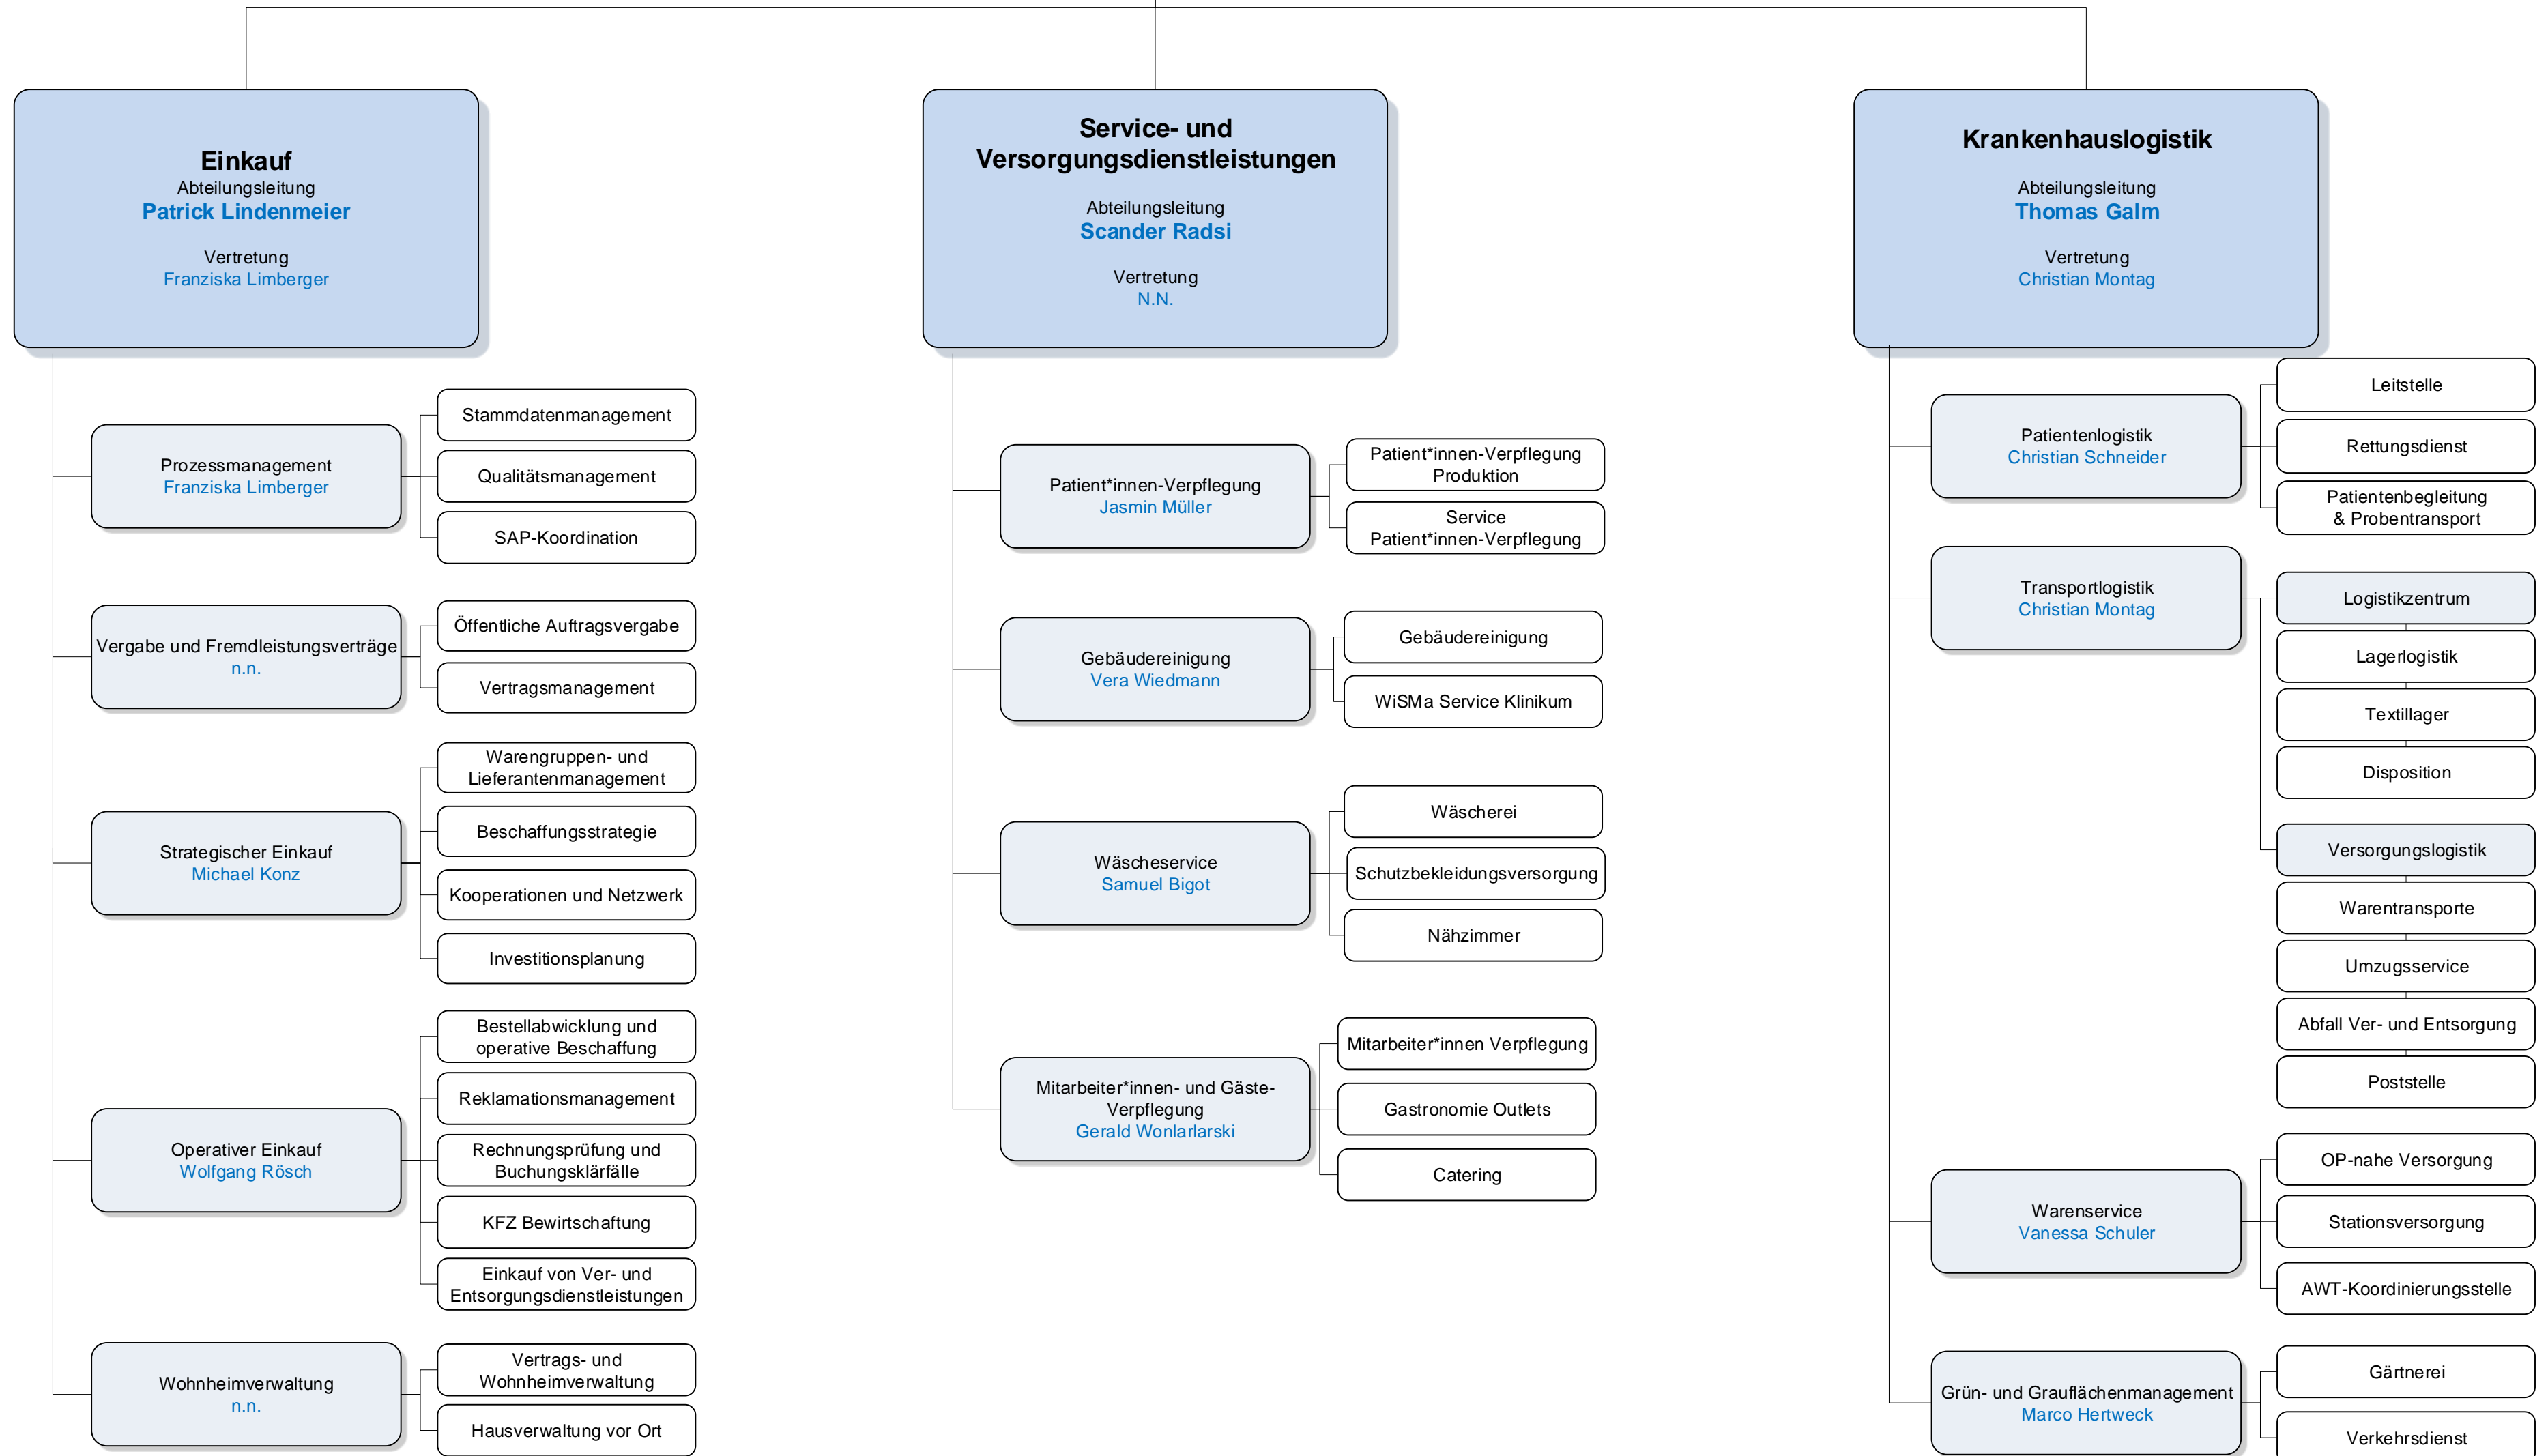 Einkauf
Abteilungsleitung
Patrick Lindenmeier
Vertretung
Franziska Limberger
Prozessmanagement
Franziska Limberger
Stammdatenmanagement
Qualitätsmanagement
SAP-Koordination
Vergabe und Fremdleistungsverträge
n.n.
Öffentliche Auftragsvergabe
Vertragsmanagement
Strategischer Einkauf
Michael Konz
Warengruppen- und
Lieferantenmanagement
Beschaffungsstrategie
Kooperationen und Netzwerk
Investitionsplanung
Operativer Einkauf
Wolfgang Rösch
Bestellabwicklung und
operative Beschaffung
Reklamationsmanagement
Rechnungsprüfung und
Buchungsklärfälle
KFZ Bewirtschaftung
Einkauf von Ver- und
Entsorgungsdienstleistungen
Wohnheimverwaltung
n.n.
Vertrags- und
Wohnheimverwaltung
Hausverwaltung vor Ort
Service- und
Versorgungsdienstleistungen
Abteilungsleitung
Scander Radsi
Vertretung
N.N.
Patient*innen-Verpflegung
Jasmin Müller
Patient*innen-Verpflegung
Produktion
Service
Patient*innen-Verpflegung
Gebäudereinigung
Vera Wiedmann
Gebäudereinigung
WiSMa Service Klinikum
Wäscheservice
Samuel Bigot
Wäscherei
Schutzbekleidungsversorgung
Nähzimmer
Mitarbeiter*innen- und Gäste-
Verpflegung
Gerald Wonlarlarski
Mitarbeiter*innen Verpflegung
Gastronomie Outlets
Catering
Krankenhauslogistik
Abteilungsleitung
Thomas Galm
Vertretung
Christian Montag
Patientenlogistik
Christian Schneider
Leitstelle
Rettungsdienst
Patientenbegleitung
& Probentransport
Transportlogistik
Christian Montag
Logistikzentrum
Lagerlogistik
Textillager
Disposition
Versorgungslogistik
Warentransporte
Umzugsservice
Abfall Ver- und Entsorgung
Poststelle
Warenservice
Vanessa Schuler
OP-nahe Versorgung
Stationsversorgung
AWT-Koordinierungsstelle
Grün- und Grauflächenmanagement
Marco Hertweck
Gärtnerei
Verkehrsdienst